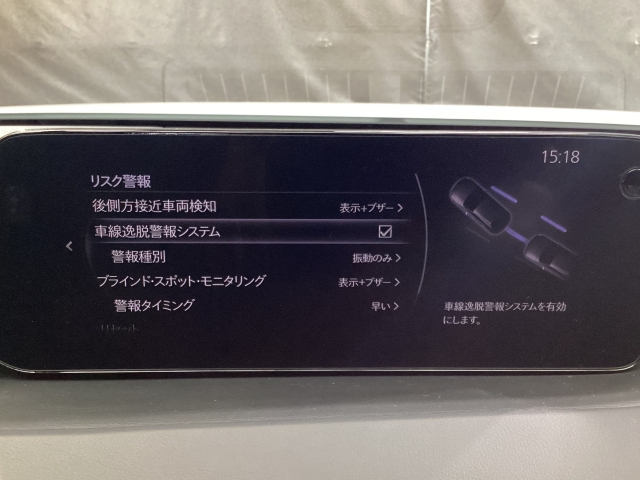 15:18
リスク警報
後側方接近車両検知 表示+ブザー >
車線逸脱警報システム
警報種別 振動のみ >
ブラインド・スポット・モニタリング 表示+ブザー >
警報タイミング 早い >
車線逸脱警報システムを有効
にします。